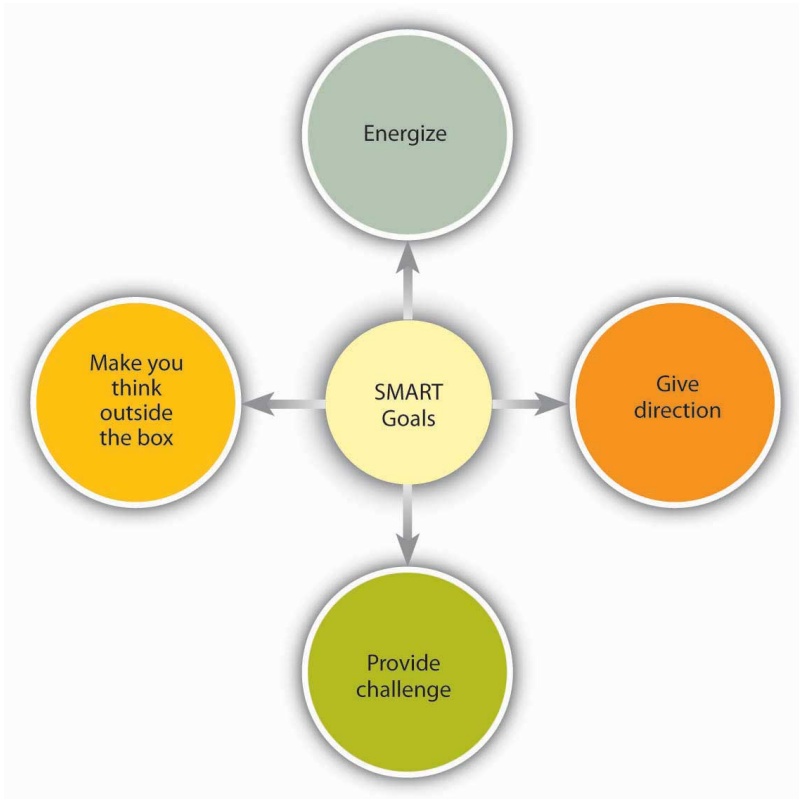 Energize
Make you
think
outside
the box
SMART
Goals
Give
direction
Provide
challenge